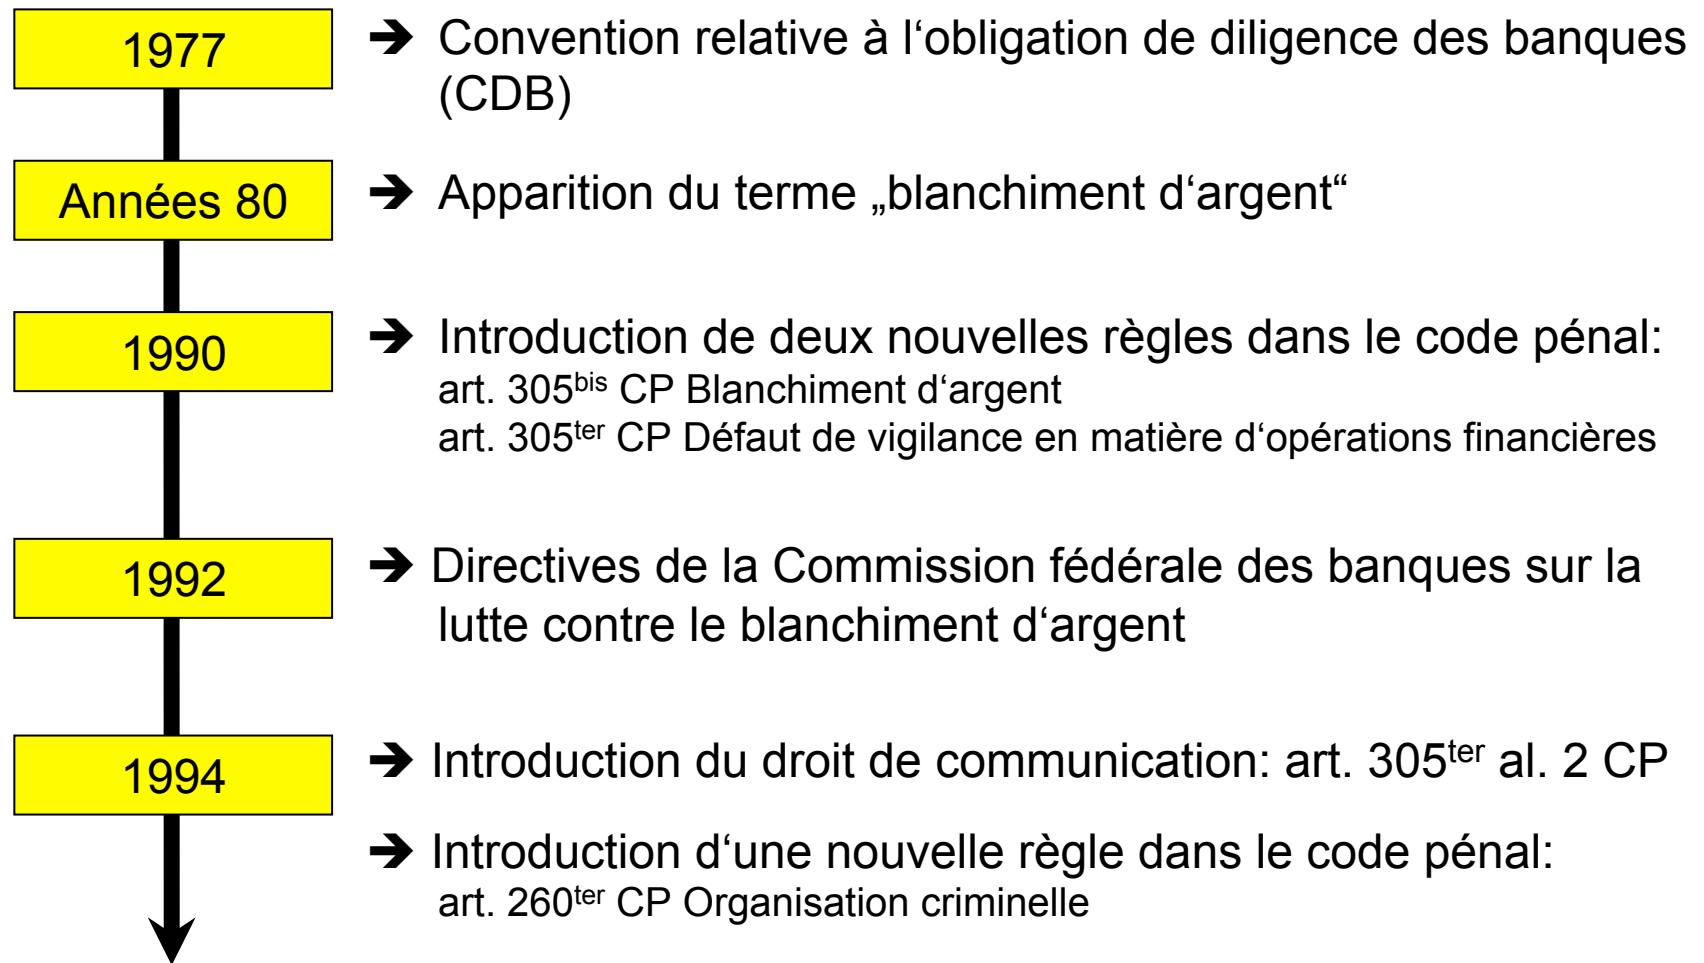 1977
➔ Convention relative à l‘obligation de diligence des banques
(CDB)
Années 80
➔ Apparition du terme „blanchiment d‘argent“
1990
➔ Introduction de deux nouvelles règles dans le code pénal:
art. 305bis CP Blanchiment d‘argent
art. 305ter CP Défaut de vigilance en matière d‘opérations financières
1992
➔ Directives de la Commission fédérale des banques sur la
lutte contre le blanchiment d‘argent
1994
➔ Introduction du droit de communication: art. 305ter al. 2 CP
➔ Introduction d‘une nouvelle règle dans le code pénal:
art. 260ter CP Organisation criminelle